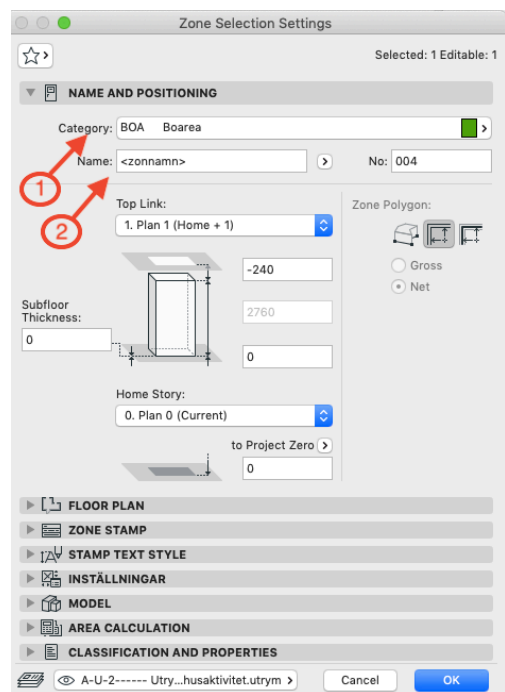 Zone Selection Settings
Selected: 1 Editable: 1
NAME AND POSITIONING
Category: BOA Boarea
Name: <zonnamn> No: 004
1
2
Top Link:
Zone Polygon:
1. Plan 1 (Home + 1)
Gross
Net
-240
2760
Subfloor
Thickness:
0
0
Home Story:
0. Plan 0 (Current)
to Project Zero
0
FLOOR PLAN
ZONE STAMP
STAMP TEXT STYLE
INSTÄLLNINGAR
MODEL
AREA CALCULATION
CLASSIFICATION AND PROPERTIES
A-U-2------ Utry...husaktivitet.utrym
Cancel
OK